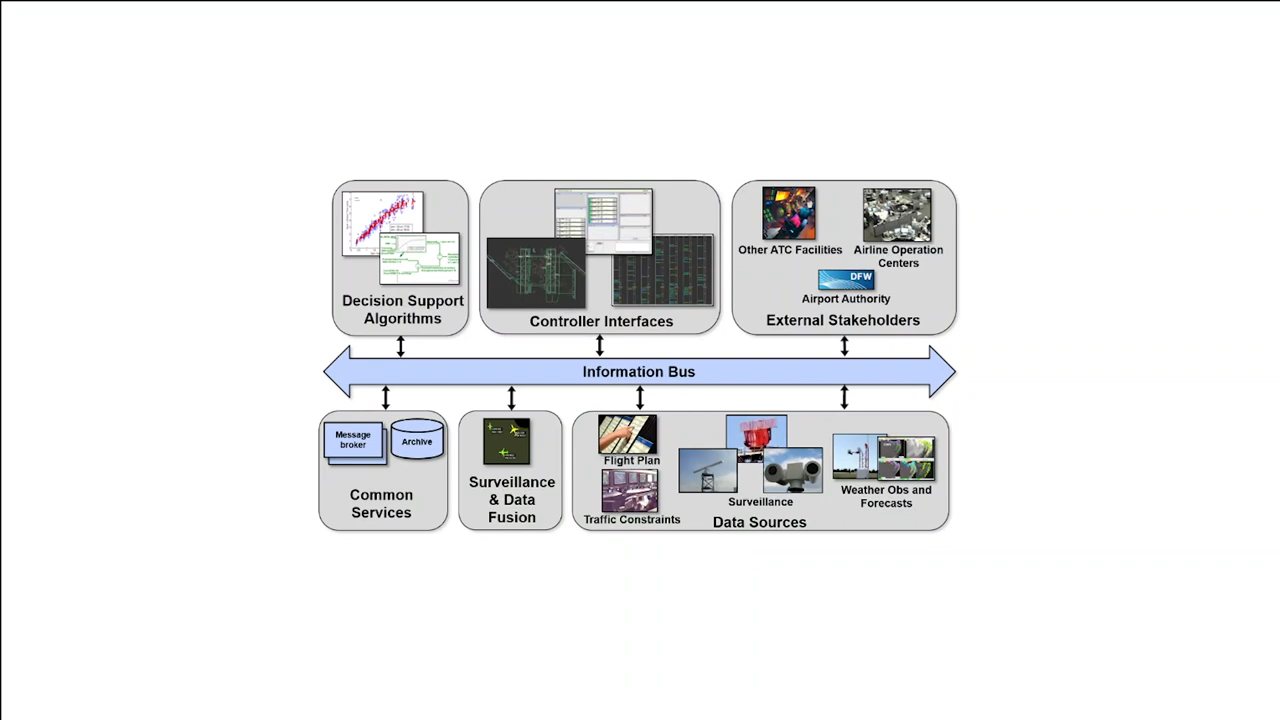 DFW
Other ATC Facilities
Airline Operation
Centers
Airport Authority
Decision Support
Algorithms
Controller Interfaces
External Stakeholders
Information Bus
Message
broker
Archive
Common
Services
Surveillance
& Data
Fusion
Flight Plan
Traffic Constraints
Surveillance
Weather Obs and
Forecasts
Data Sources